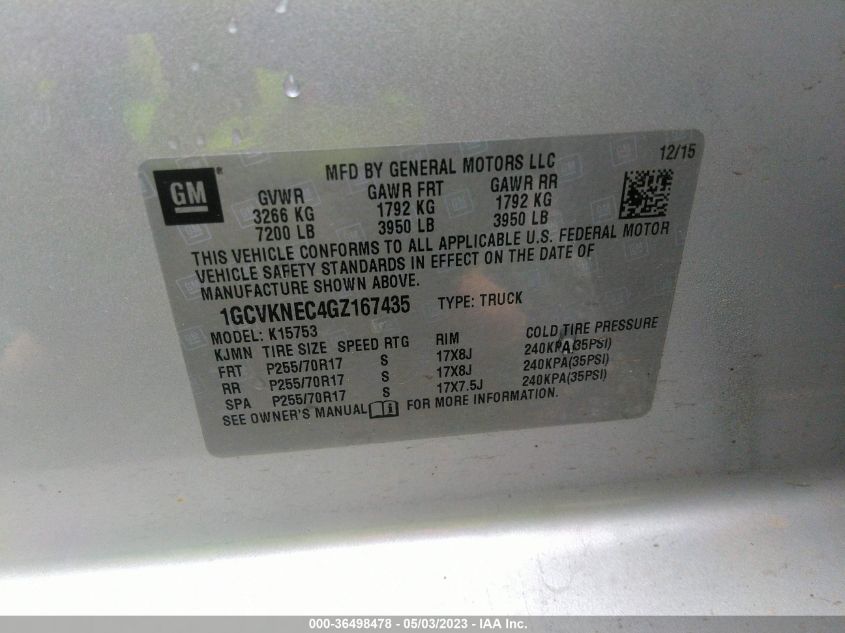 MFD BY GENERAL MOTORS LLC 12/15
GM ®
GVWR GAWR FRT GAWR RR
3266 KG 1792 KG 1792 KG
7200 LB 3950 LB 3950 LB
THIS VEHICLE CONFORMS TO ALL APPLICABLE U.S. FEDERAL MOTOR
VEHICLE SAFETY STANDARDS IN EFFECT ON THE DATE OF
MANUFACTURE SHOWN ABOVE.
1GCVKNEC4GZ167435 TYPE: TRUCK
MODEL: K15753
KJMN TIRE SIZE SPEED RTG RIM COLD TIRE PRESSURE
FRT P255/70R17 S 17X8J 240KPA(35PSI)
RR P255/70R17 S 17X8J 240KPA(35PSI)
SPA P255/70R17 S 17X7.5J 240KPA(35PSI)
SEE OWNER'S MANUAL FOR MORE INFORMATION.
000-36498478 - 05/03/2023 - IAA Inc.